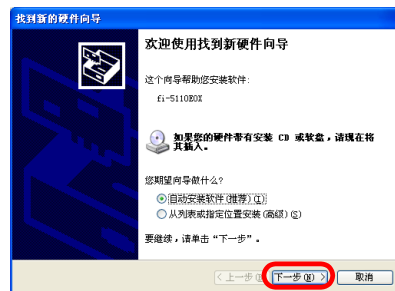 找到新的硬件向导
欢迎使用找到新硬件向导
这个向导帮助您安装软件:
fi-5110EOX
如果您的硬件带有安装 CD 或软盘，请现在将
其插入。
您期望向导做什么?
自动安装软件(推荐)(I)
从列表或指定位置安装(高级)(S)
要继续，请单击“下一步”。
<上一步(B)
下一步(N) >
取消